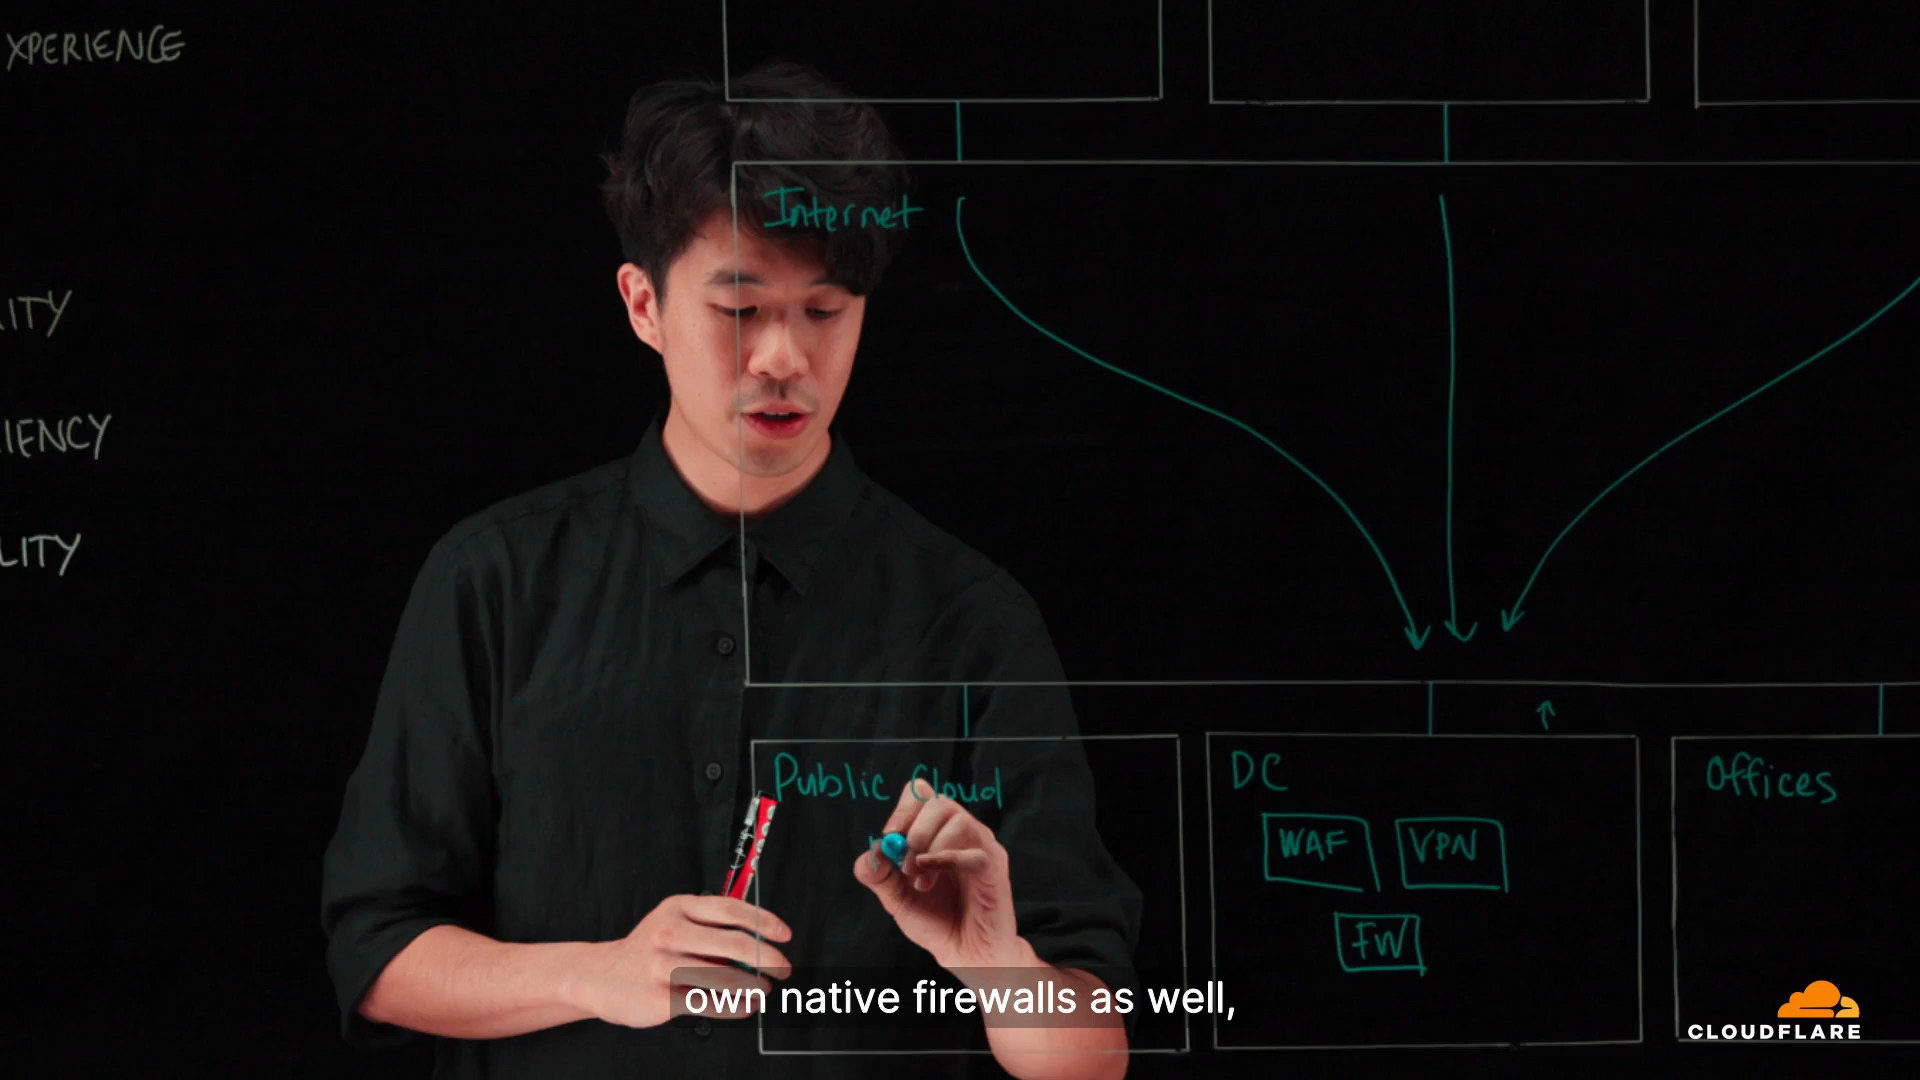 XPERIENCE
Internet
ITY
IENCY
LITY
Public Cloud
DC
Offices
WAF
VPN
FW
own native firewalls as well,
CLOUDFLARE